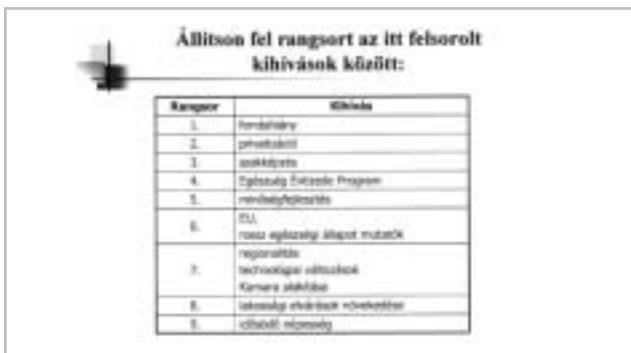 Állitson fel rangsort az itt felsorolt
kihívások között:
Rangsor Kihívás
1. forráshiány
2. privatizáció
3. szakképzés
4. Egészség Évtizede Program
5. minőségfejlesztés
6. EU,
rossz egészségi állapot mutatók
7. regionalitás
technológiai változások
Kamara alakítása
8. lakossági elvárások növekedése
9. idősödő népesség